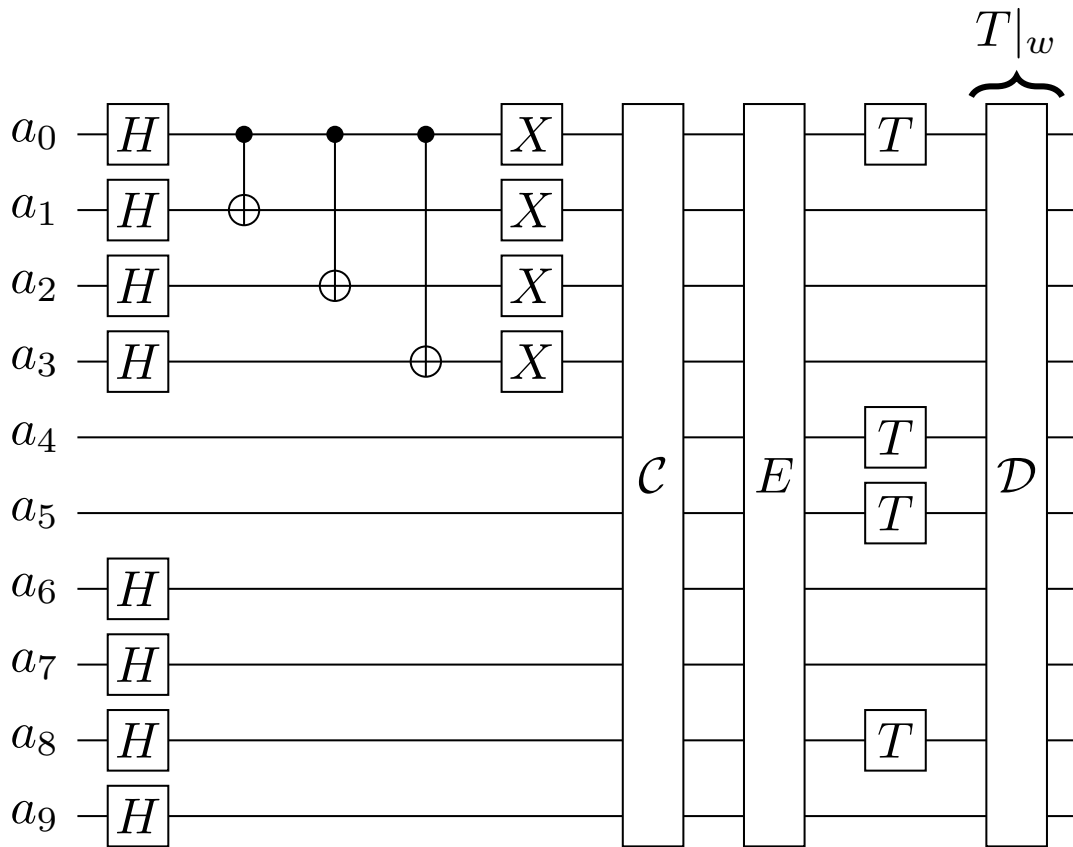 T|w
a0 H X T
a1 H X
a2 H X
a3 H X
a4 T
C E D
a5 T
a6 H
a7 H
a8 H T
a9 H